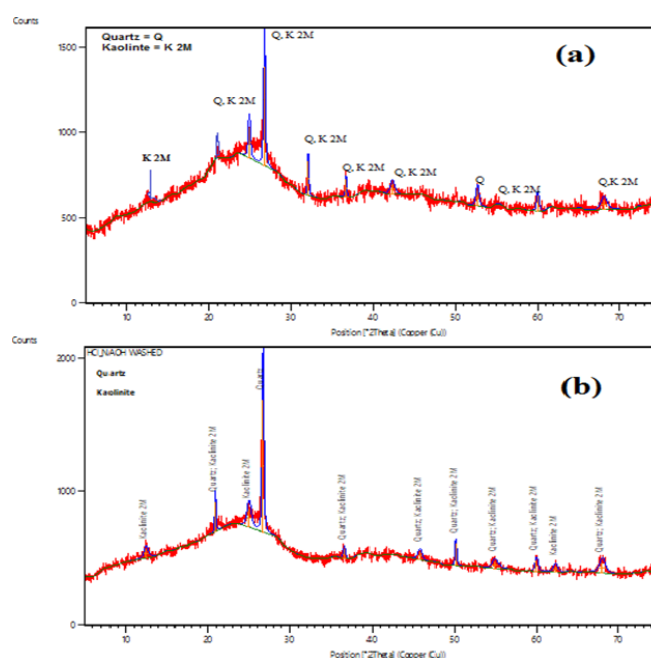 Counts
Quartz = Q
Kaolinte = K 2M
(a)
Q, K 2M
Q, K 2M
K 2M
Q, K 2M
Q, K 2M
Q, K 2M
Q
Q, K 2M
Q,K 2M
1500
1000
500
0
10
20
30
40
50
60
70
Position [°2Theta] (Copper (Cu))
Counts
HCl_NAOH WASHED
Quartz
Kaolinite
(b)
2000
1000
0
Kaolinite 2M
Quartz; Kaolinite 2M
Kaolinite 2M
Quartz
Quartz; Kaolinite 2M
Quartz; Kaolinite 2M
Quartz; Kaolinite 2M
Quartz; Kaolinite 2M
Quartz; Kaolinite 2M
Kaolinite 2M
Quartz; Kaolinite 2M
10
20
30
40
50
60
70
Position [°2Theta] (Copper (Cu))